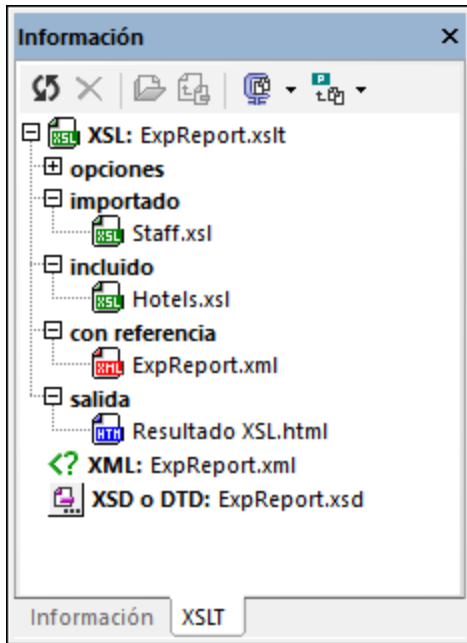 Información
XSL: ExpReport.xslt
opciones
importado
Staff.xsl
incluido
Hotels.xsl
con referencia
ExpReport.xml
salida
Resultado XSL.html
<? XML: ExpReport.xml
XSD o DTD: ExpReport.xsd
Información XSLT